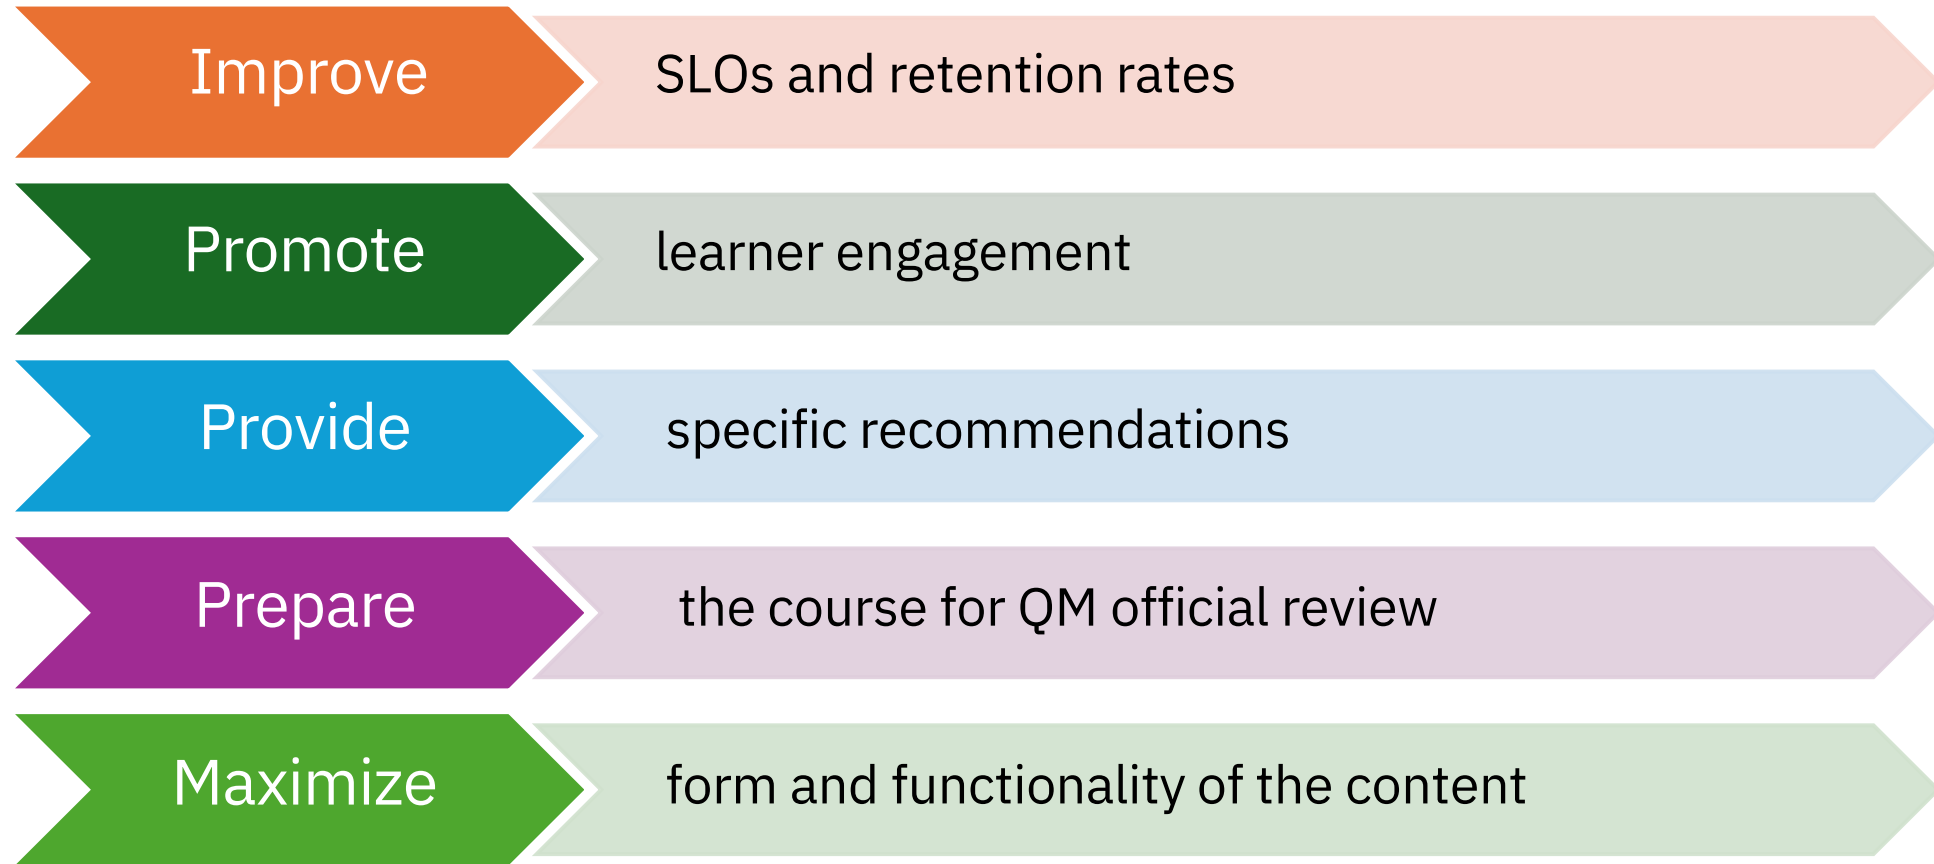 Improve SLOs and retention rates
Promote learner engagement
Provide specific recommendations
Prepare the course for QM official review
Maximize form and functionality of the content